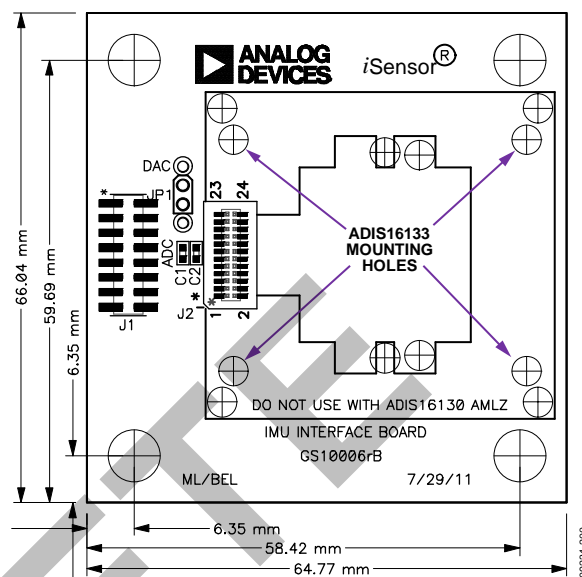 ANALOG
DEVICES
iSensor®
DAC
JP1
*
23
24
ADC
C1
C2
*
J2
1
*
2
J1
ADIS16133
MOUNTING
HOLES
66.04 mm
59.69 mm
6.35 mm
DO NOT USE WITH ADIS16130 AMLZ
IMU INTERFACE BOARD
GS10006rB
ML/BEL
7/29/11
6.35 mm
58.42 mm
64.77 mm